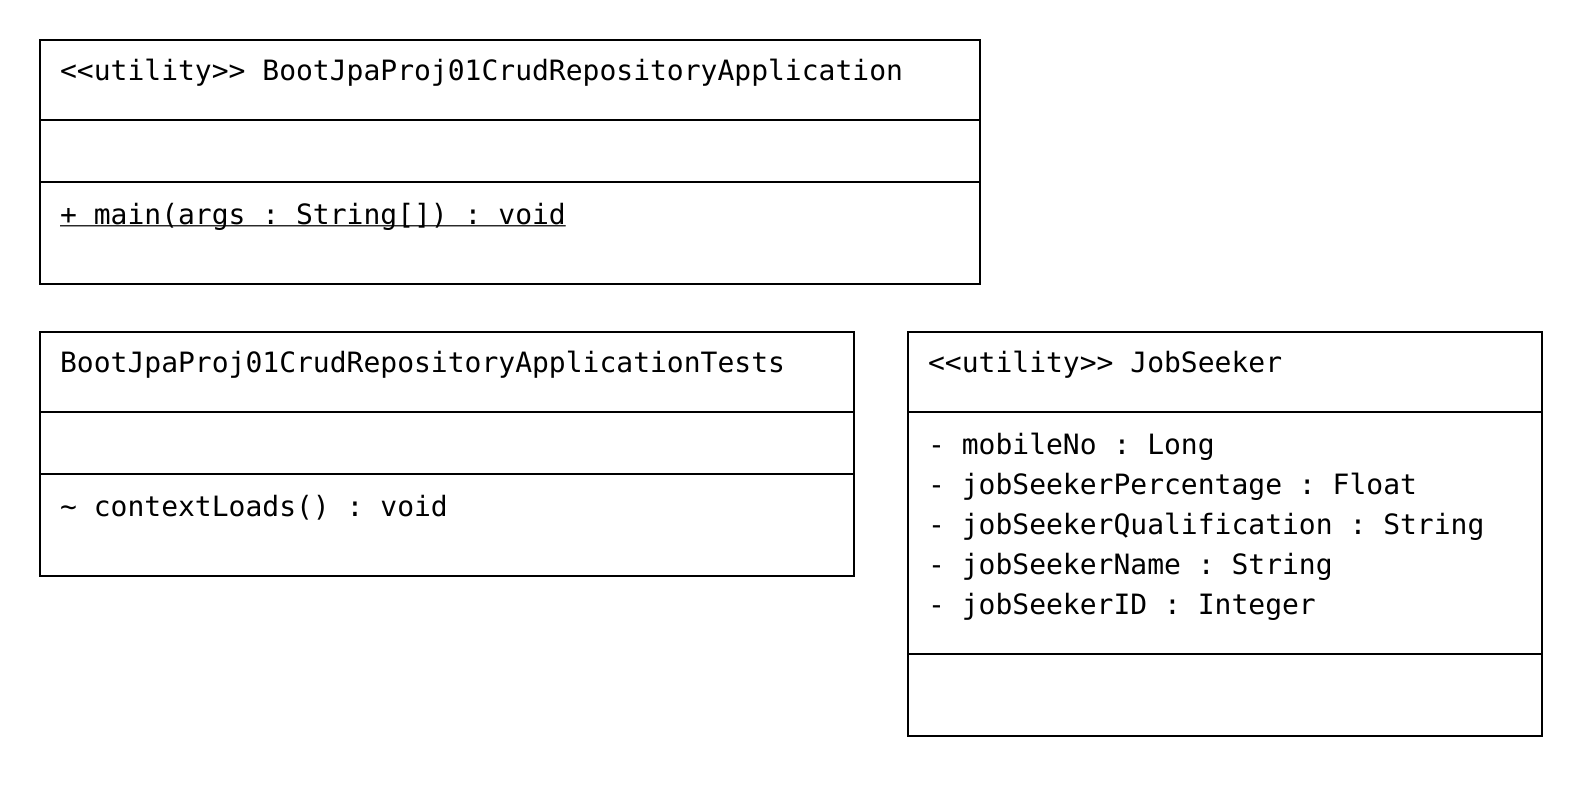 <<utility>> BootJpaProj01CrudRepositoryApplication
+ main(args : String[]) : void
BootJpaProj01CrudRepositoryApplicationTests
~ contextLoads() : void
<<utility>> JobSeeker
- mobileNo : Long
- jobSeekerPercentage : Float
- jobSeekerQualification : String
- jobSeekerName : String
- jobSeekerID : Integer